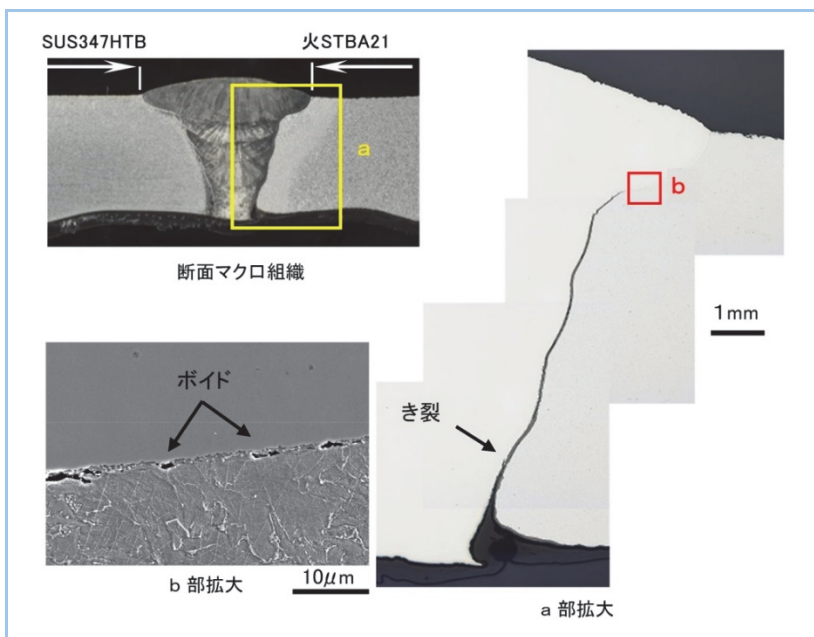 SUS347HTB
火STBA21
a
断面マクロ組織
b
1mm
ボイド
き裂
b 部拡大
10μm
a 部拡大